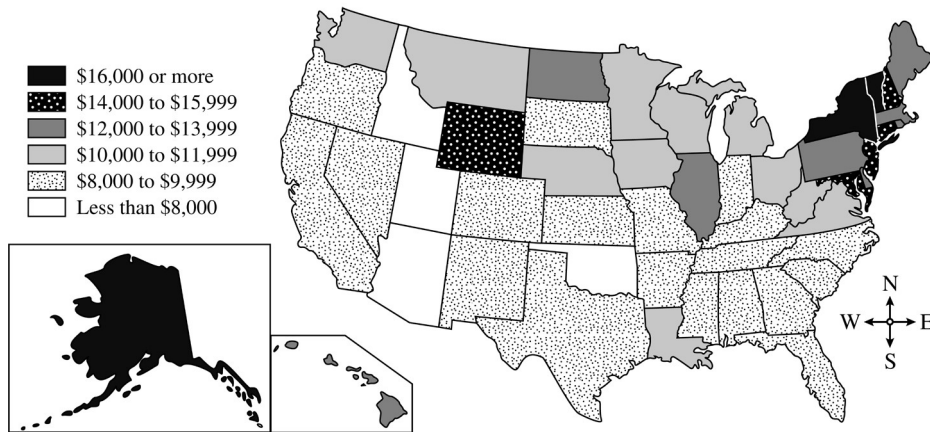 $16,000 or more
$14,000 to $15,999
$12,000 to $13,999
$10,000 to $11,999
$8,000 to $9,999
Less than $8,000
N
W E
S